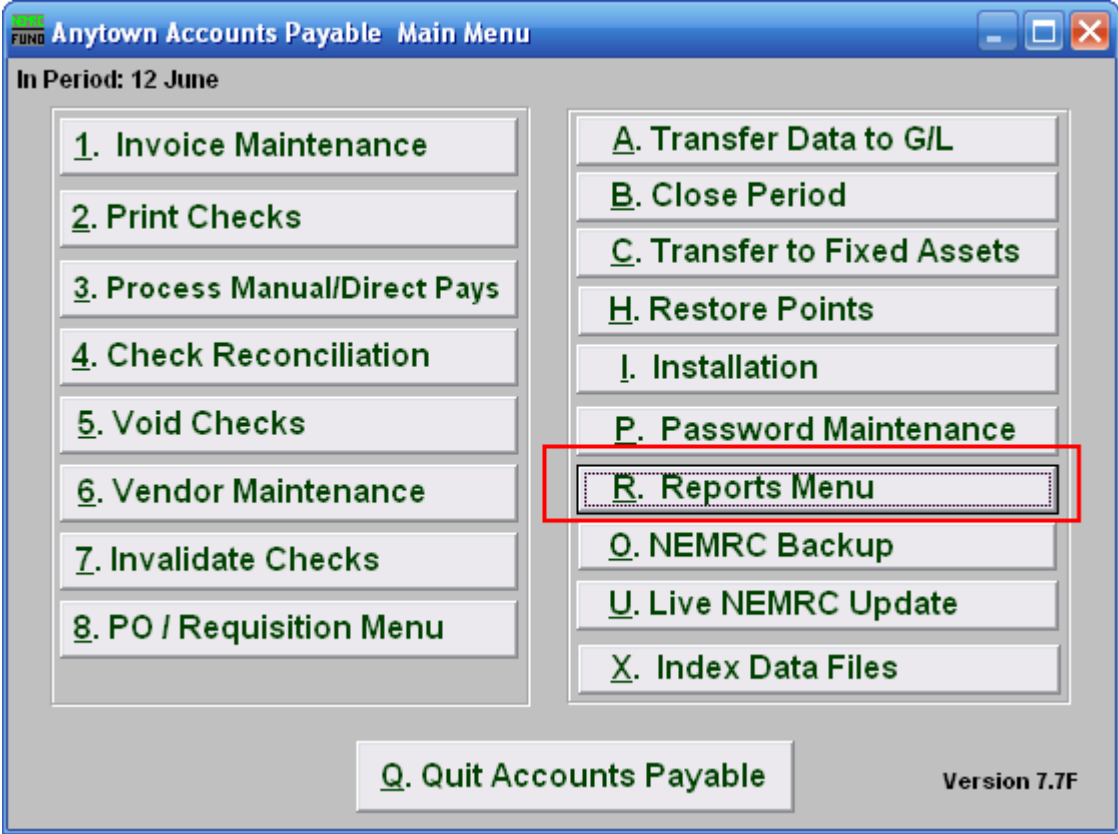 NEMRC
FUND
Anytown Accounts Payable Main Menu
In Period: 12 June
1. Invoice Maintenance
2. Print Checks
3. Process Manual/Direct Pays
4. Check Reconciliation
5. Void Checks
6. Vendor Maintenance
7. Invalidate Checks
8. PO / Requisition Menu
A. Transfer Data to G/L
B. Close Period
C. Transfer to Fixed Assets
H. Restore Points
I. Installation
P. Password Maintenance
R. Reports Menu
O. NEMRC Backup
U. Live NEMRC Update
X. Index Data Files
Q. Quit Accounts Payable
Version 7.7F